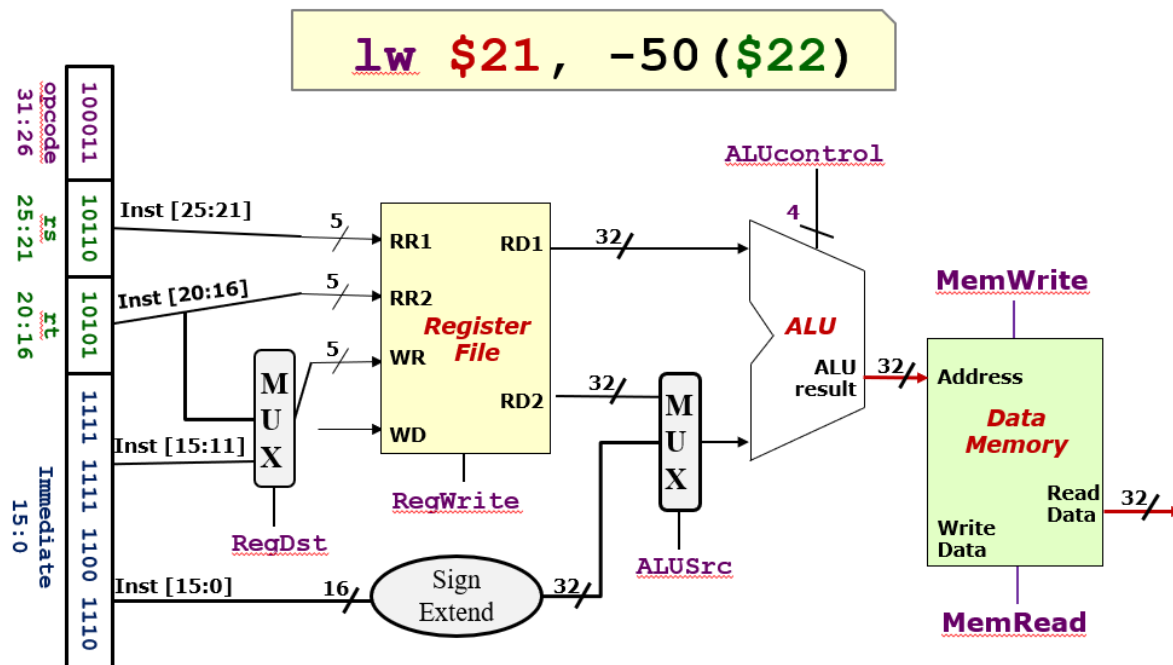 lw $21, -50($22)
opcode
31:26
100011
rs
25:21
10110
rt
20:16
10101
Immediate
15:0
1111 1111 1100 1110
Inst [25:21]
5
Inst [20:16]
5
5
Inst [15:11]
MUX
RegDst
Inst [15:0]
16
Sign
Extend
32
RR1
RR2
WR
WD
RD1
RD2
Register
File
RegWrite
32
32
MUX
ALUSrc
ALUcontrol
4
ALU
ALU
result
32
MemWrite
Address
Data
Memory
Read
Data
Write
Data
32
MemRead